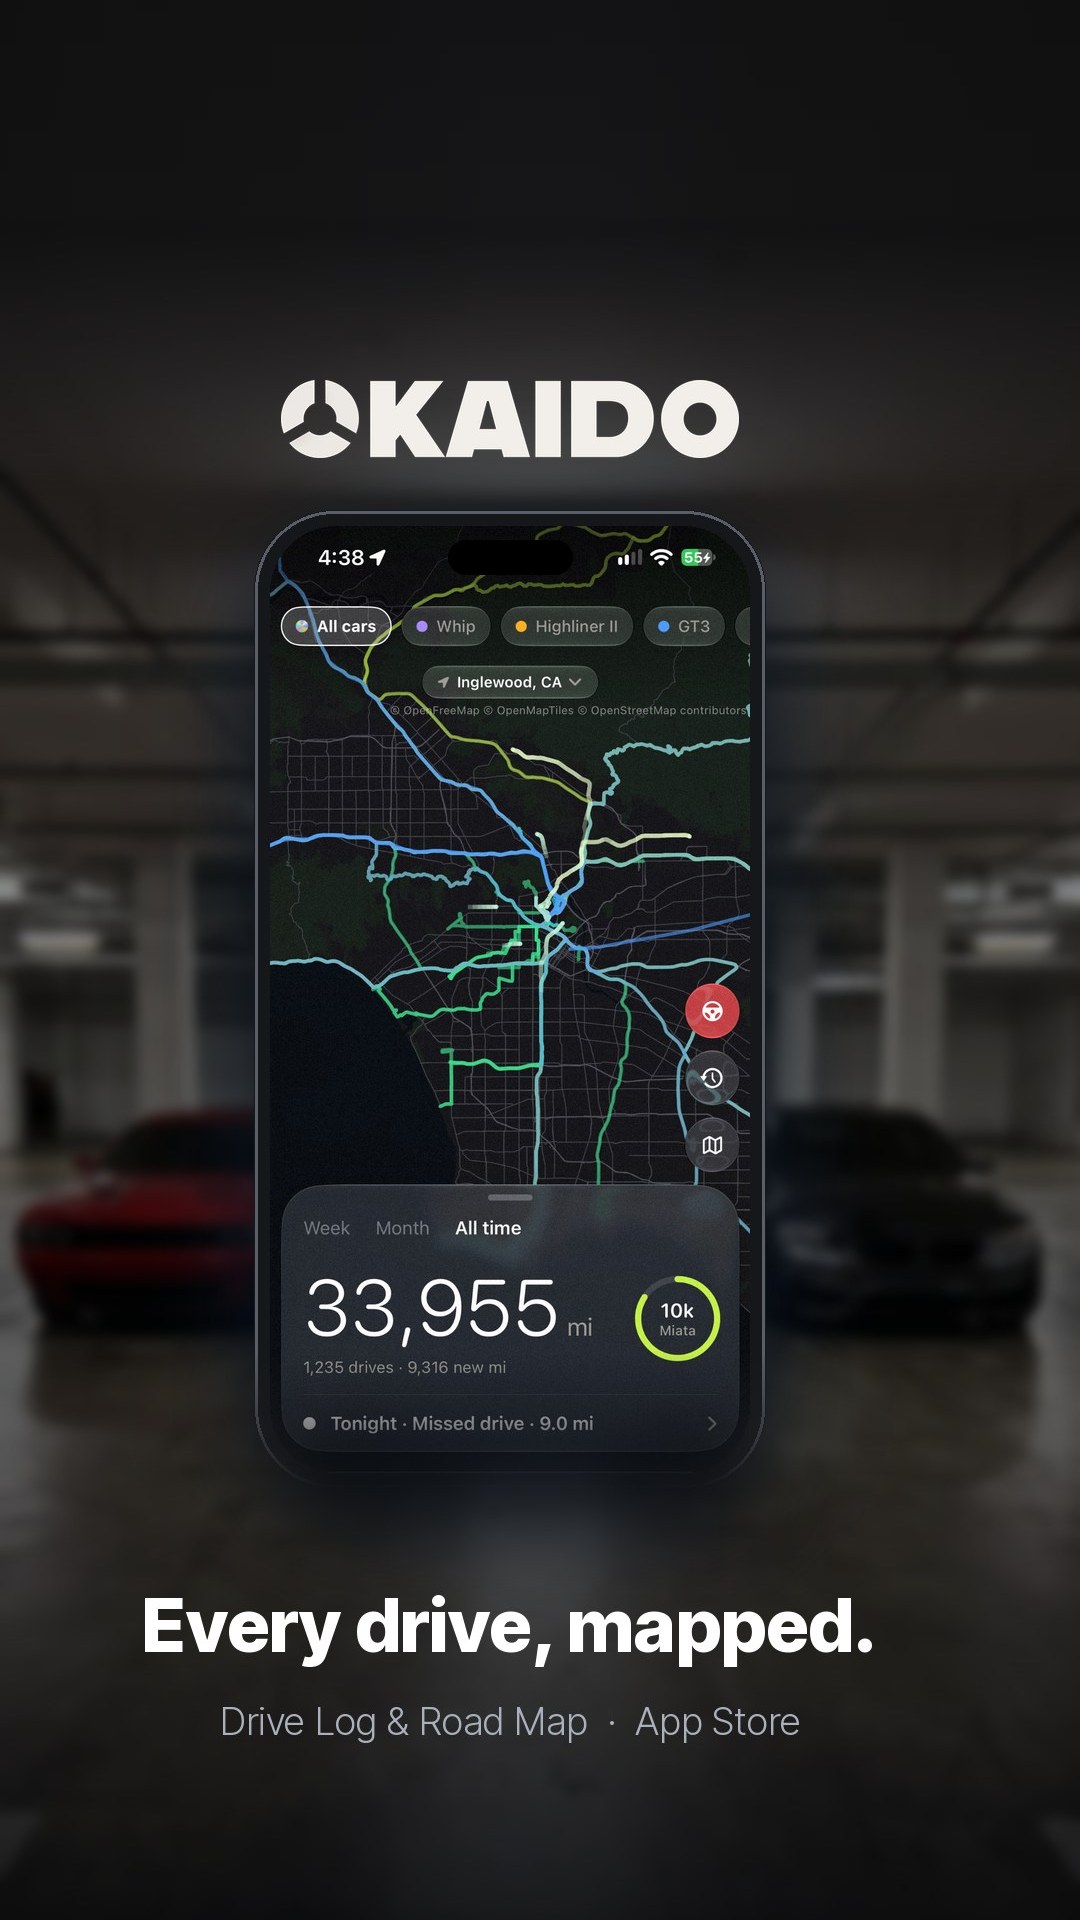 KAIDO
4:38
55
All cars
Whip
Highliner II
GT3
Inglewood, CA
© OpenFreeMap © OpenMapTiles © OpenStreetMap contributors
Week Month All time
33,955 mi
10k
Miata
1,235 drives · 9,316 new mi
Tonight · Missed drive · 9.0 mi
Every drive, mapped.
Drive Log & Road Map · App Store